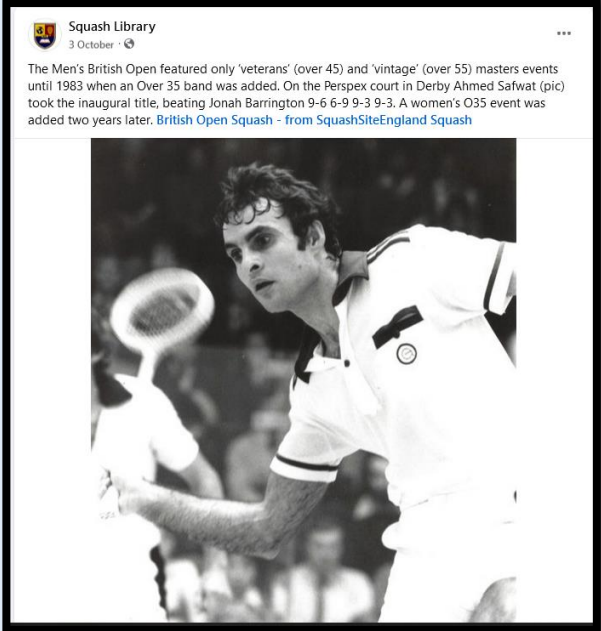 Squash Library
3 October ·
The Men's British Open featured only 'veterans' (over 45) and 'vintage' (over 55) masters events
until 1983 when an Over 35 band was added. On the Perspex court in Derby Ahmed Safwat (pic)
took the inaugural title, beating Jonah Barrington 9-6 6-9 9-3 9-3. A women's O35 event was
added two years later. British Open Squash - from SquashSiteEngland Squash